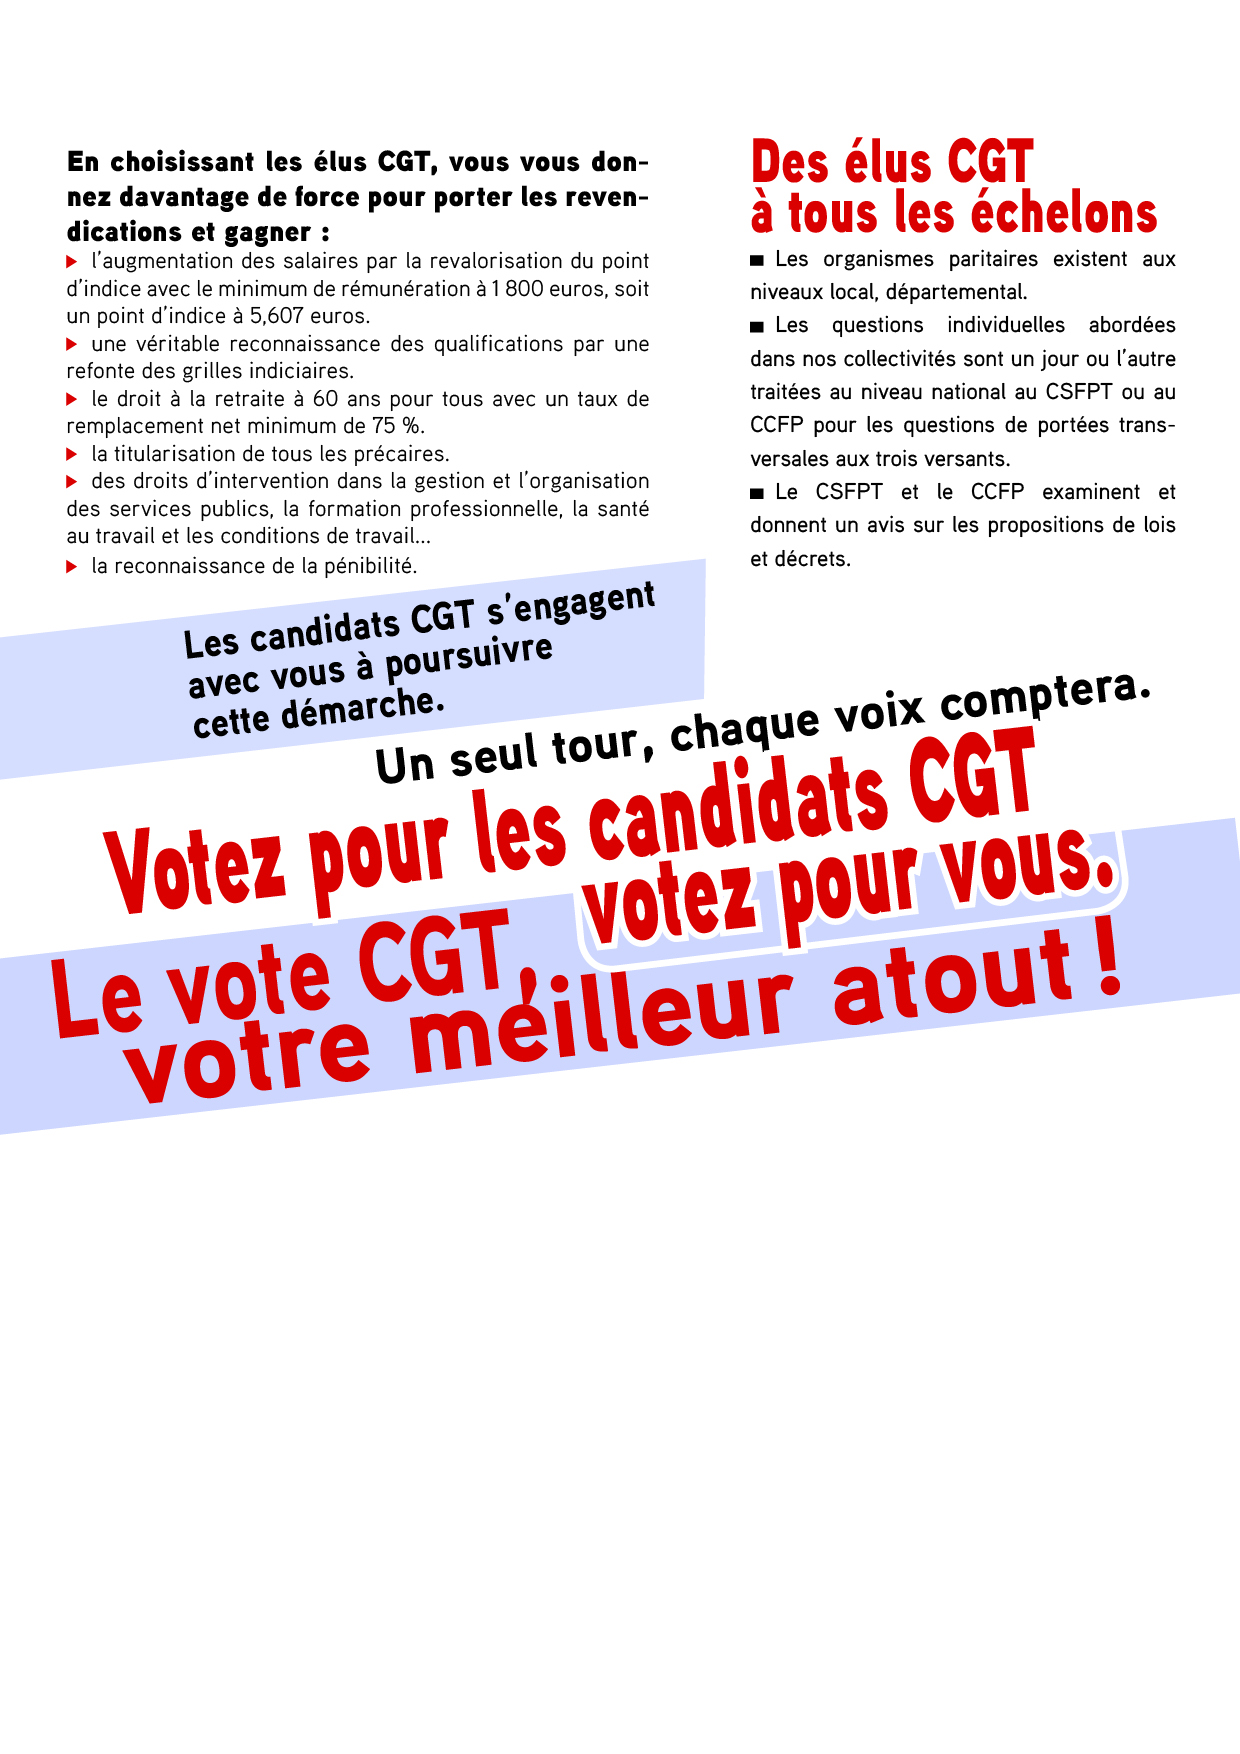 En choisissant les élus CGT, vous vous don-
nez davantage de force pour porter les reven-
dications et gagner :
▶ l'augmentation des salaires par la revalorisation du point
d'indice avec le minimum de rémunération à 1 800 euros, soit
un point d'indice à 5,607 euros.
▶ une véritable reconnaissance des qualifications par une
refonte des grilles indiciaires.
▶ le droit à la retraite à 60 ans pour tous avec un taux de
remplacement net minimum de 75 %.
▶ la titularisation de tous les précaires.
▶ des droits d'intervention dans la gestion et l'organisation
des services publics, la formation professionnelle, la santé
au travail et les conditions de travail...
▶ la reconnaissance de la pénibilité.
Des élus CGT
à tous les échelons
■ Les organismes paritaires existent aux
niveaux local, départemental.
■ Les questions individuelles abordées
dans nos collectivités sont un jour ou l'autre
traitées au niveau national au CSFPT ou au
CCFP pour les questions de portées trans-
versales aux trois versants.
■ Le CSFPT et le CCFP examinent et
donnent un avis sur les propositions de lois
et décrets.
Les candidats CGT s'engagent
avec vous à poursuivre
cette démarche.
Un seul tour, chaque voix comptera.
Votez pour les candidats CGT
votez pour vous.
Le vote CGT,
votre meilleur atout !